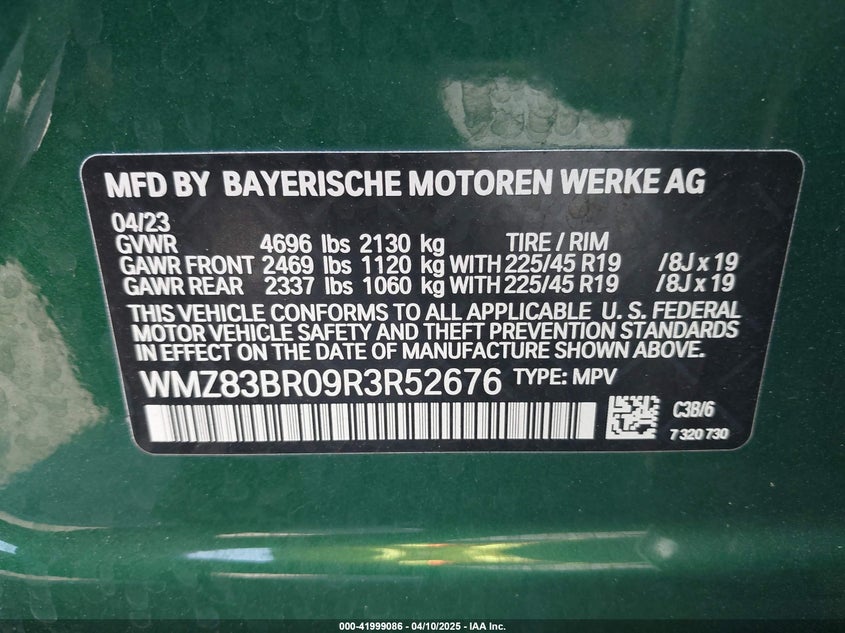 MFD BY BAYERISCHE MOTOREN WERKE AG
04/23
GVWR 4696 lbs 2130 kg TIRE / RIM
GAWR FRONT 2469 lbs 1120 kg WITH 225/45 R19 /8J x 19
GAWR REAR 2337 lbs 1060 kg WITH 225/45 R19 /8J x 19
THIS VEHICLE CONFORMS TO ALL APPLICABLE U. S. FEDERAL
MOTOR VEHICLE SAFETY AND THEFT PREVENTION STANDARDS
IN EFFECT ON THE DATE OF MANUFACTURE SHOWN ABOVE.
WMZ83BR09R3R52676 TYPE: MPV
C3B/6
7 320 730
000-41999086 - 04/10/2025 - IAA Inc.